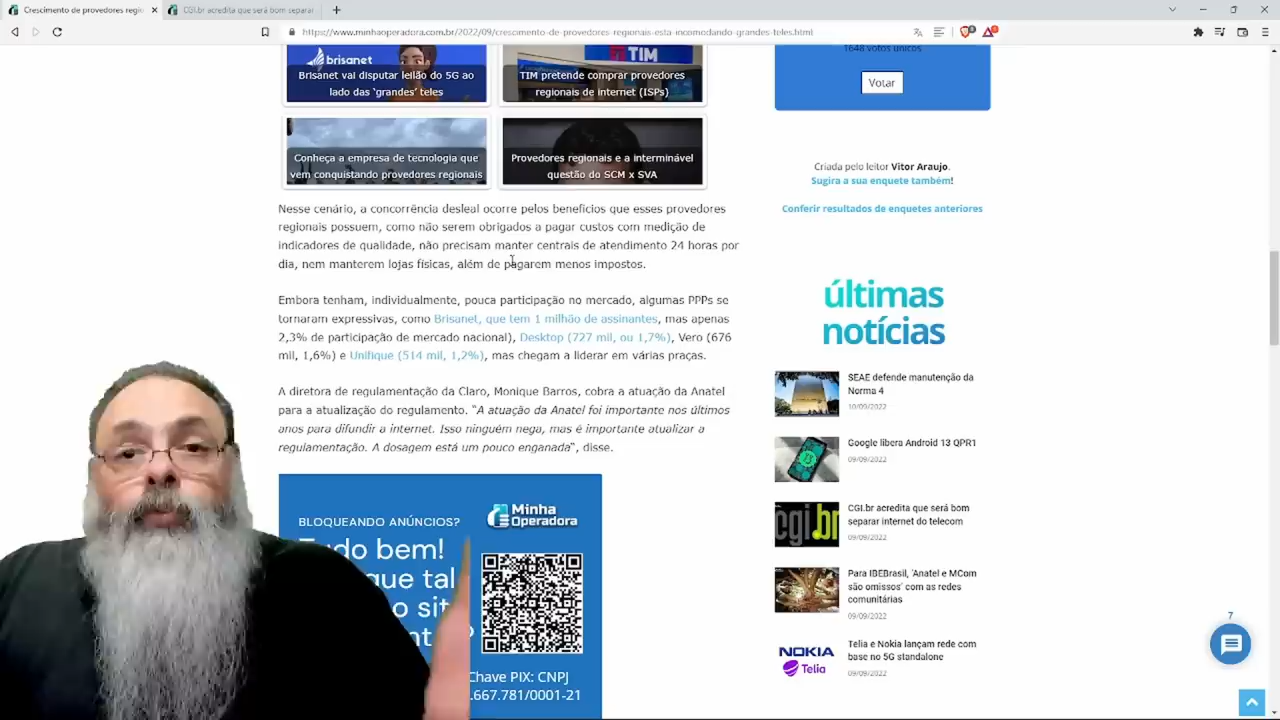 Crescimento de provedores regio
CGI.br acredita que será bom separar
https://www.minhaoperadora.com.br/2022/09/crescimento-de-provedores-regionais-esta-incomodando-grandes-teles.html
brisanet
Brisanet vai disputar leilão do 5G ao
lado das ‘grandes’ teles
TIM
TIM pretende comprar provedores
regionais de internet (ISPs)
Conheça a empresa de tecnologia que
vem conquistando provedores regionais
Provedores regionais e a interminável
questão do SCM x SVA
Nesse cenário, a concorrência desleal ocorre pelos benefícios que esses provedores
regionais possuem, como não serem obrigados a pagar custos com medição de
indicadores de qualidade, não precisam manter centrais de atendimento 24 horas por
dia, nem manterem lojas físicas, além de pagarem menos impostos.
Embora tenham, individualmente, pouca participação no mercado, algumas PPPs se
tornaram expressivas, como Brisanet, que tem 1 milhão de assinantes, mas apenas
2,3% de participação de mercado nacional), Desktop (727 mil, ou 1,7%), Vero (676
mil, 1,6%) e Unifique (514 mil, 1,2%), mas chegam a liderar em várias praças.
A diretora de regulamentação da Claro, Monique Barros, cobra a atuação da Anatel
para a atualização do regulamento. “A atuação da Anatel foi importante nos últimos
anos para difundir a internet. Isso ninguém nega, mas é importante atualizar a
regulamentação. A dosagem está um pouco enganada”, disse.
BLOQUEANDO ANÚNCIOS?
Minha
Operadora
bem!
que tal
o sit
Chave PIX: CNPJ
.667.781/0001-21
1648 votos únicos
Votar
Criada pelo leitor Vitor Araujo.
Sugira a sua enquete também!
Conferir resultados de enquetes anteriores
últimas
notícias
SEAE defende manutenção da
Norma 4
10/09/2022
13
Google libera Android 13 QPR1
09/09/2022
cgi.br
CGI.br acredita que será bom
separar internet do telecom
09/09/2022
Para IBEBrasil, ‘Anatel e MCom
são omissos’ com as redes
comunitárias
09/09/2022
NOKIA
Telia
Telia e Nokia lançam rede com
base no 5G standalone
09/09/2022
7